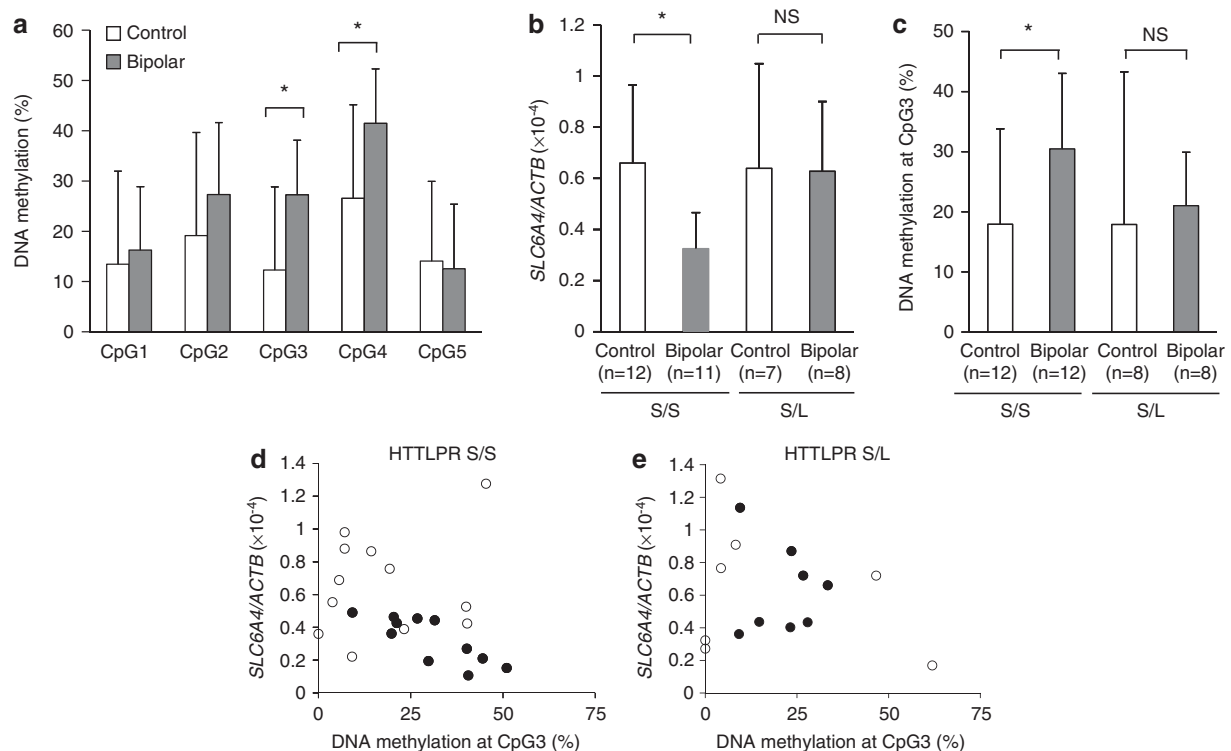 a
60
50
40
30
20
10
0
DNA methylation (%)
Control
Bipolar
*
*
CpG1 CpG2 CpG3 CpG4 CpG5
b
1.2
1
0.8
0.6
0.4
0.2
0
SLC6A4/ACTB (×10-4)
* NS
Control Bipolar Control Bipolar
(n=12) (n=11) (n=7) (n=8)
S/S S/L
c
50
40
30
20
10
0
DNA methylation at CpG3 (%)
* NS
Control Bipolar Control Bipolar
(n=12) (n=12) (n=8) (n=8)
S/S S/L
d
HTTLPR S/S
1.4
1.2
1
0.8
0.6
0.4
0.2
0
SLC6A4/ACTB (×10-4)
0 25 50 75
DNA methylation at CpG3 (%)
e
HTTLPR S/L
1.4
1.2
1
0.8
0.6
0.4
0.2
0
SLC6A4/ACTB (×10-4)
0 25 50 75
DNA methylation at CpG3 (%)